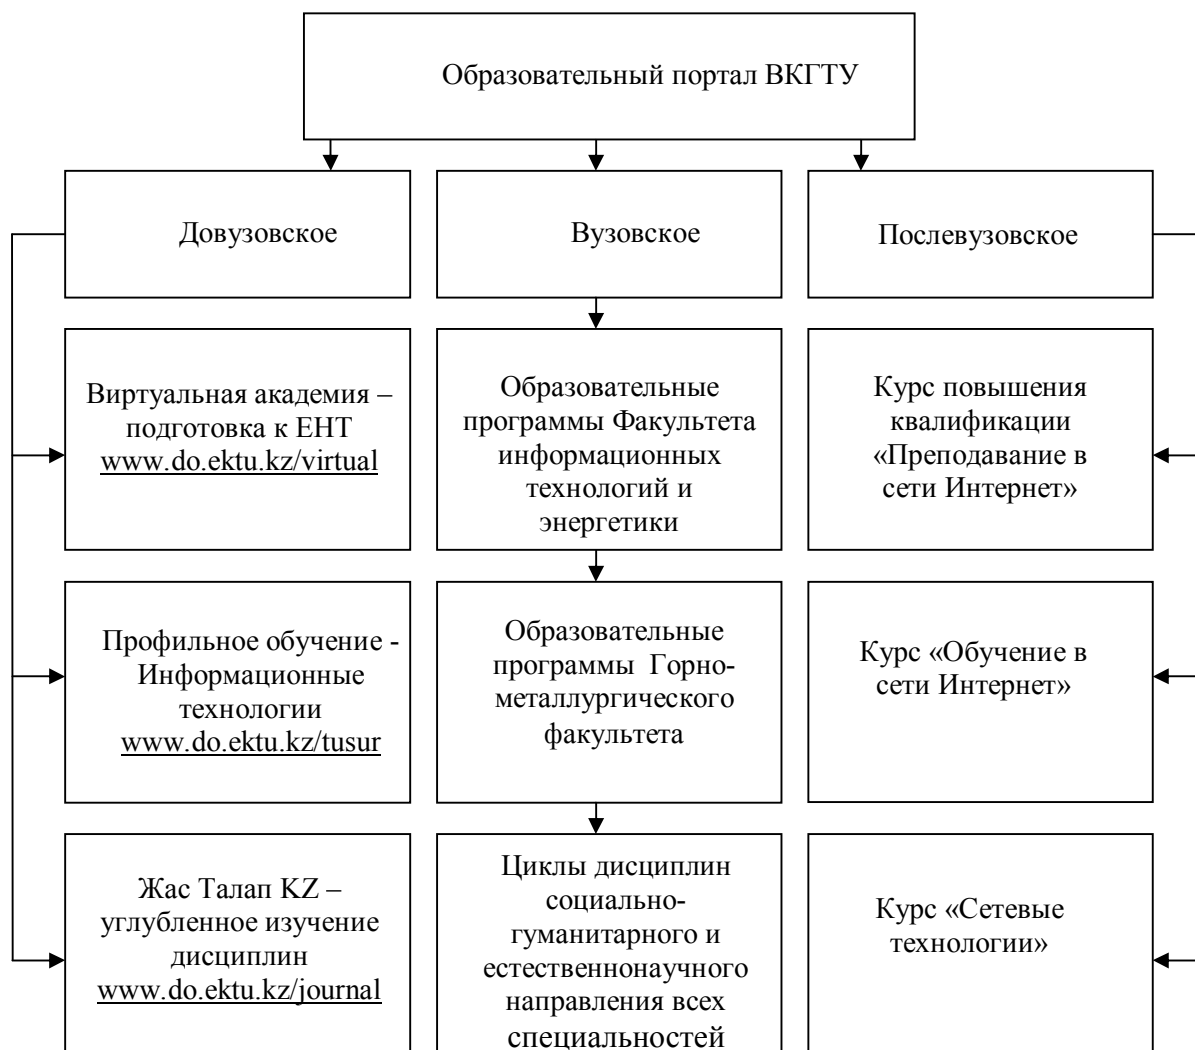 Образовательный портал ВКГТУ
Довузовское
Вузовское
Послевузовское
Виртуальная академия –
подготовка к ЕНТ
www.do.ektu.kz/virtual
Образовательные
программы Факультета
информационных
технологий и
энергетики
Курс повышения
квалификации
«Преподавание в
сети Интернет»
Профильное обучение -
Информационные
технологии
www.do.ektu.kz/tusur
Образовательные
программы Горно-
металлургического
факультета
Курс «Обучение в
сети Интернет»
Жас Талап KZ –
углубленное изучение
дисциплин
www.do.ektu.kz/journal
Циклы дисциплин
социально-
гуманитарного и
естественнонаучного
направления всех
специальностей
Курс «Сетевые
технологии»